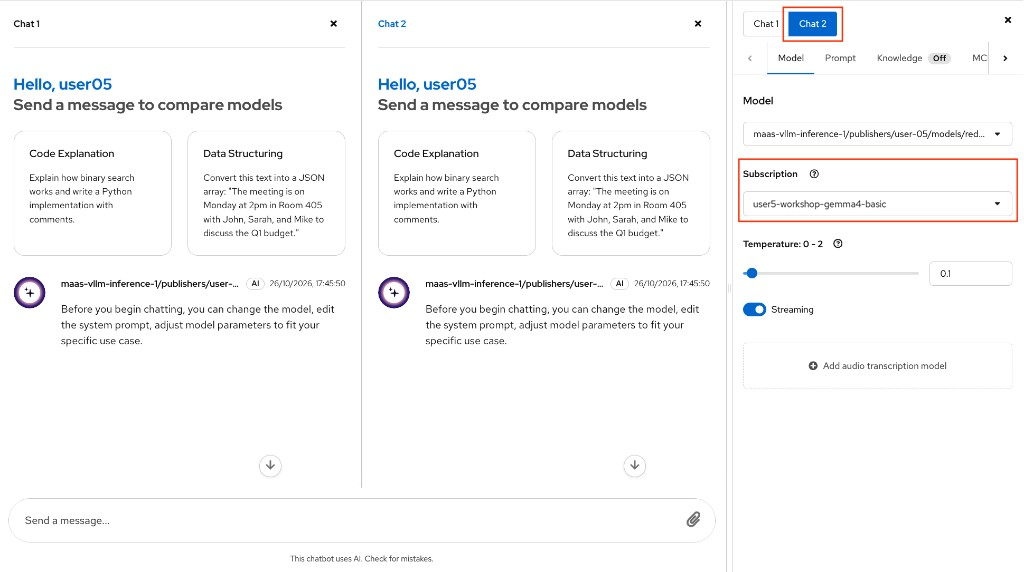 Chat 1
Hello, user05
Send a message to compare models
Code Explanation
Explain how binary search
works and write a Python
implementation with
comments.
Data Structuring
Convert this text into a JSON
array: "The meeting is on
Monday at 2pm in Room 405
with John, Sarah, and Mike to
discuss the Q1 budget."
maas-vllm-inference-1/publishers/user-... AI 26/10/2026, 17:45:50
Before you begin chatting, you can change the model, edit
the system prompt, adjust model parameters to fit your
specific use case.
Chat 2
Hello, user05
Send a message to compare models
Code Explanation
Explain how binary search
works and write a Python
implementation with
comments.
Data Structuring
Convert this text into a JSON
array: "The meeting is on
Monday at 2pm in Room 405
with John, Sarah, and Mike to
discuss the Q1 budget."
maas-vllm-inference-1/publishers/user-... AI 26/10/2026, 17:45:50
Before you begin chatting, you can change the model, edit
the system prompt, adjust model parameters to fit your
specific use case.
Send a message...
This chatbot uses AI. Check for mistakes.
Chat 1 Chat 2
Model Prompt Knowledge Off MC
Model
maas-vllm-inference-1/publishers/user-05/models/red...
Subscription
user5-workshop-gemma4-basic
Temperature: 0 - 2
0.1
Streaming
Add audio transcription model